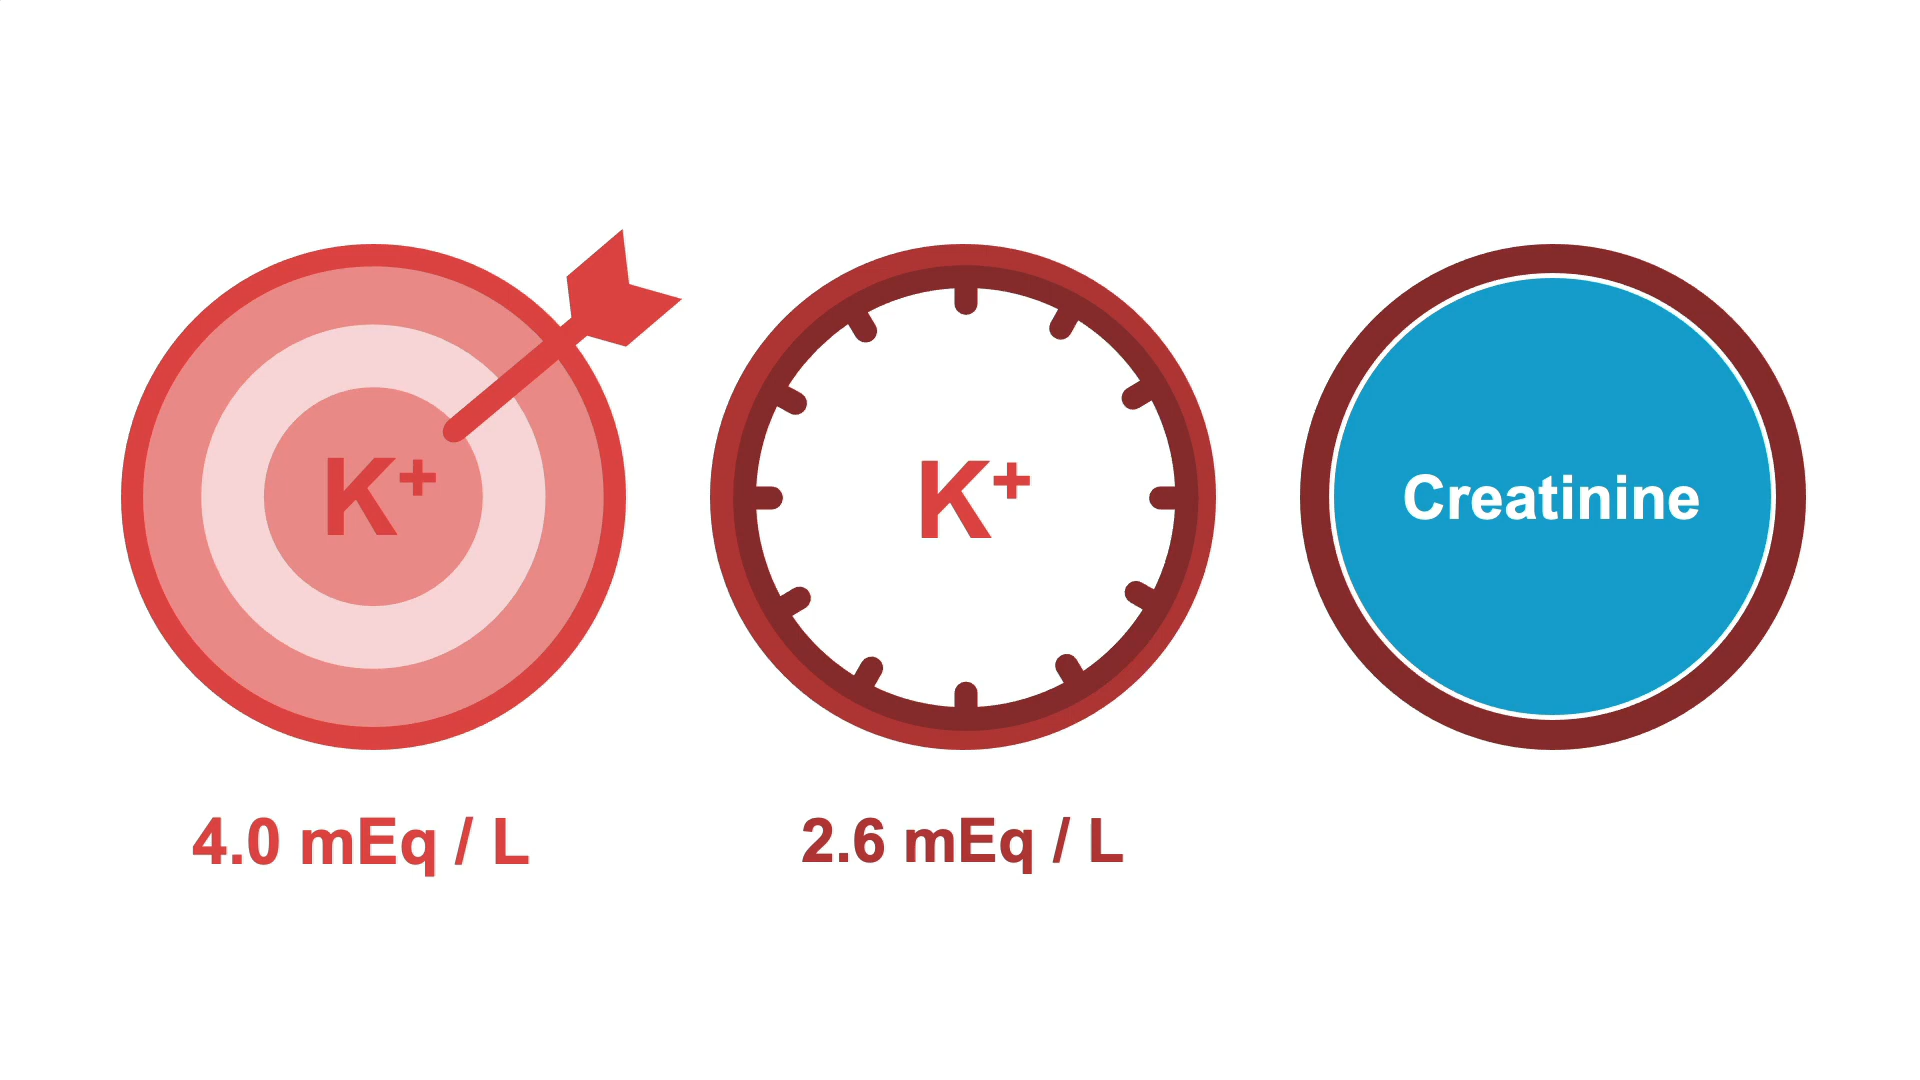 K⁺
K⁺
Creatinine
4.0 mEq / L
2.6 mEq / L